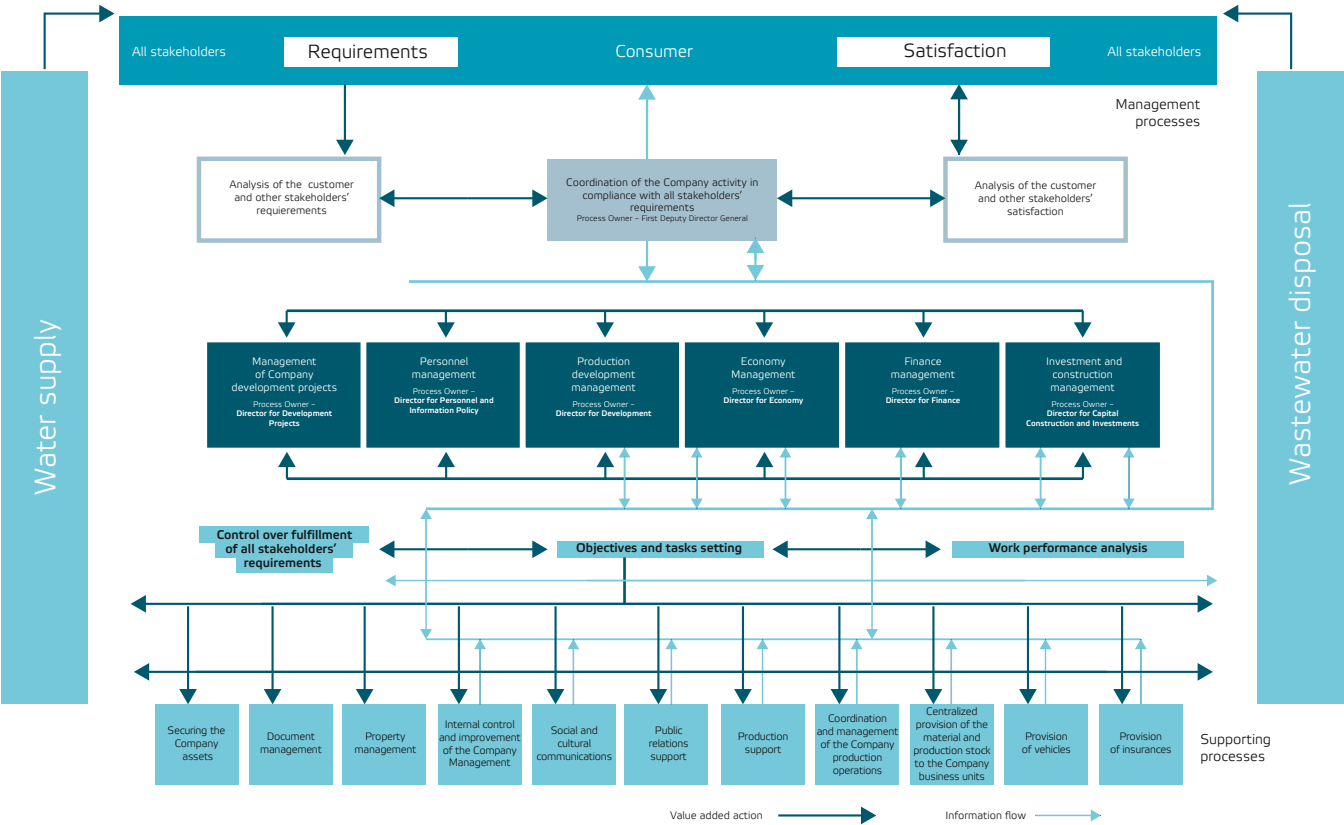 All stakeholders
Requirements
Consumer
Satisfaction
All stakeholders
Management
processes
Water supply
Wastewater disposal
Analysis of the customer
and other stakeholders’
requierements
Coordination of the Company activity in
compliance with all stakeholders’
requirements
Process Owner – First Deputy Director General
Analysis of the customer
and other stakeholders’
satisfaction
Management
of Company
development projects
Process Owner –
Director for Development
Projects
Personnel
management
Process Owner –
Director for Personnel and
Information Policy
Production
development
management
Process Owner –
Director for Development
Economy
Management
Process Owner –
Director for Economy
Finance
management
Process Owner –
Director for Finance
Investment and
construction
management
Process Owner –
Director for Capital
Construction and Investments
Control over fulfillment
of all stakeholders’
requirements
Objectives and tasks setting
Work performance analysis
Securing the
Company
assets
Document
management
Property
management
Internal control
and improvement
of the Company
Management
Social and
cultural
communications
Public
relations
support
Production
support
Coordination
and management
of the Company
production
operations
Centralized
provision of the
material and
production stock
to the Company
business units
Provision
of vehicles
Provision
of insurances
Supporting
processes
Value added action
Information flow